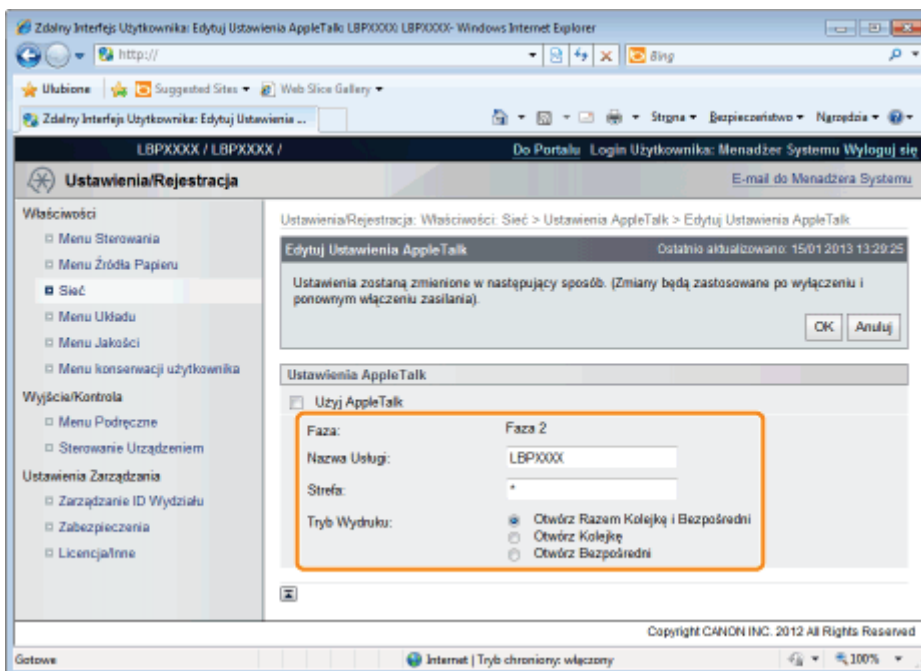 Zdalny Interfejs Użytkownika: Edytuj Ustawienia AppleTalk: LBPXXXX: LBPXXXX- Windows Internet Explorer
http://
Bing
Ulubione Suggested Sites Web Slice Gallery
Zdalny Interfejs Użytkownika: Edytuj Ustawienia ... Strona Bezpieczeństwo Narzędzia
LBPXXXX / LBPXXXX / Do Portalu Login Użytkownika: Menadżer Systemu Wyloguj się
Ustawienia/Rejestracja E-mail do Menadżera Systemu
Właściwości
Menu Sterowania
Menu Źródła Papieru
Sieć
Menu Układu
Menu Jakości
Menu konserwacji użytkownika
Wyjście/Kontrola
Menu Podręczne
Sterowanie Urządzeniem
Ustawienia Zarządzania
Zarządzanie ID Wydziału
Zabezpieczenia
Licencja/Inne
Ustawienia/Rejestracja: Właściwości: Sieć > Ustawienia AppleTalk > Edytuj Ustawienia AppleTalk
Edytuj Ustawienia AppleTalk Ostatnio aktualizowano: 15/01 2013 13:29:25
Ustawienia zostaną zmienione w następujący sposób. (Zmiany będą zastosowane po wyłączeniu i
ponownym włączeniu zasilania).
OK Anuluj
Ustawienia AppleTalk
Użyj AppleTalk
Faza: Faza 2
Nazwa Usługi: LBPXXXX
Strefa: *
Tryb Wydruku: Otwórz Razem Kolejkę i Bezpośredni
Otwórz Kolejkę
Otwórz Bezpośredni
Copyright CANON INC. 2012 All Rights Reserved
Gotowe Internet | Tryb chroniony: włączony 100%